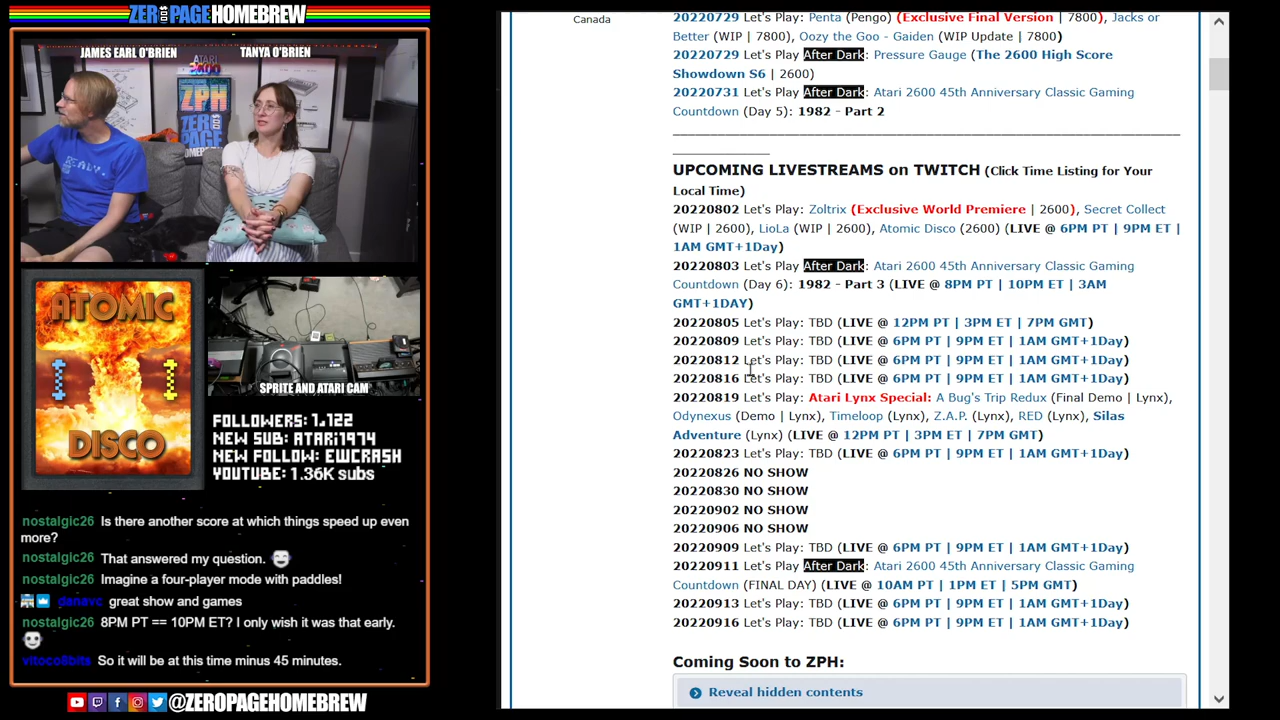 ZEROPAGE HOMEBREW
JAMES EARL O'BRIEN
TANYA O'BRIEN
ATARI
2600
ZPH
ZERO
PAGE
HOMEBREW
READY.
ATOMIC
DISCO
SPRITE AND ATARI CAM
FOLLOWERS: 1,122
NEW SUB: ATARI1974
NEW FOLLOW: EWCRASH
YOUTUBE: 1.36K subs
nostalgic26 Is there another score at which things speed up even
more?
nostalgic26 That answered my question.
nostalgic26 Imagine a four-player mode with paddles!
danavc great show and games
nostalgic26 8PM PT == 10PM ET? I only wish it was that early.
vitoco8bits So it will be at this time minus 45 minutes.
@ZEROPAGEHOMEBREW
Canada
20220729 Let's Play: Penta (Pengo) (Exclusive Final Version | 7800), Jacks or
Better (WIP | 7800), Oozy the Goo - Gaiden (WIP Update | 7800)
20220729 Let's Play After Dark: Pressure Gauge (The 2600 High Score
Showdown S6 | 2600)
20220731 Let's Play After Dark: Atari 2600 45th Anniversary Classic Gaming
Countdown (Day 5): 1982 - Part 2
UPCOMING LIVESTREAMS on TWITCH (Click Time Listing for Your
Local Time)
20220802 Let's Play: Zoltrix (Exclusive World Premiere | 2600), Secret Collect
(WIP | 2600), LioLa (WIP | 2600), Atomic Disco (2600) (LIVE @ 6PM PT | 9PM ET |
1AM GMT+1Day)
20220803 Let's Play After Dark: Atari 2600 45th Anniversary Classic Gaming
Countdown (Day 6): 1982 - Part 3 (LIVE @ 8PM PT | 10PM ET | 3AM
GMT+1DAY)
20220805 Let's Play: TBD (LIVE @ 12PM PT | 3PM ET | 7PM GMT)
20220809 Let's Play: TBD (LIVE @ 6PM PT | 9PM ET | 1AM GMT+1Day)
20220812 Let's Play: TBD (LIVE @ 6PM PT | 9PM ET | 1AM GMT+1Day)
20220816 Let's Play: TBD (LIVE @ 6PM PT | 9PM ET | 1AM GMT+1Day)
20220819 Let's Play: Atari Lynx Special: A Bug's Trip Redux (Final Demo | Lynx),
Odynexus (Demo | Lynx), Timeloop (Lynx), Z.A.P. (Lynx), RED (Lynx), Silas
Adventure (Lynx) (LIVE @ 12PM PT | 3PM ET | 7PM GMT)
20220823 Let's Play: TBD (LIVE @ 6PM PT | 9PM ET | 1AM GMT+1Day)
20220826 NO SHOW
20220830 NO SHOW
20220902 NO SHOW
20220906 NO SHOW
20220909 Let's Play: TBD (LIVE @ 6PM PT | 9PM ET | 1AM GMT+1Day)
20220911 Let's Play After Dark: Atari 2600 45th Anniversary Classic Gaming
Countdown (FINAL DAY) (LIVE @ 10AM PT | 1PM ET | 5PM GMT)
20220913 Let's Play: TBD (LIVE @ 6PM PT | 9PM ET | 1AM GMT+1Day)
20220916 Let's Play: TBD (LIVE @ 6PM PT | 9PM ET | 1AM GMT+1Day)
Coming Soon to ZPH:
Reveal hidden contents